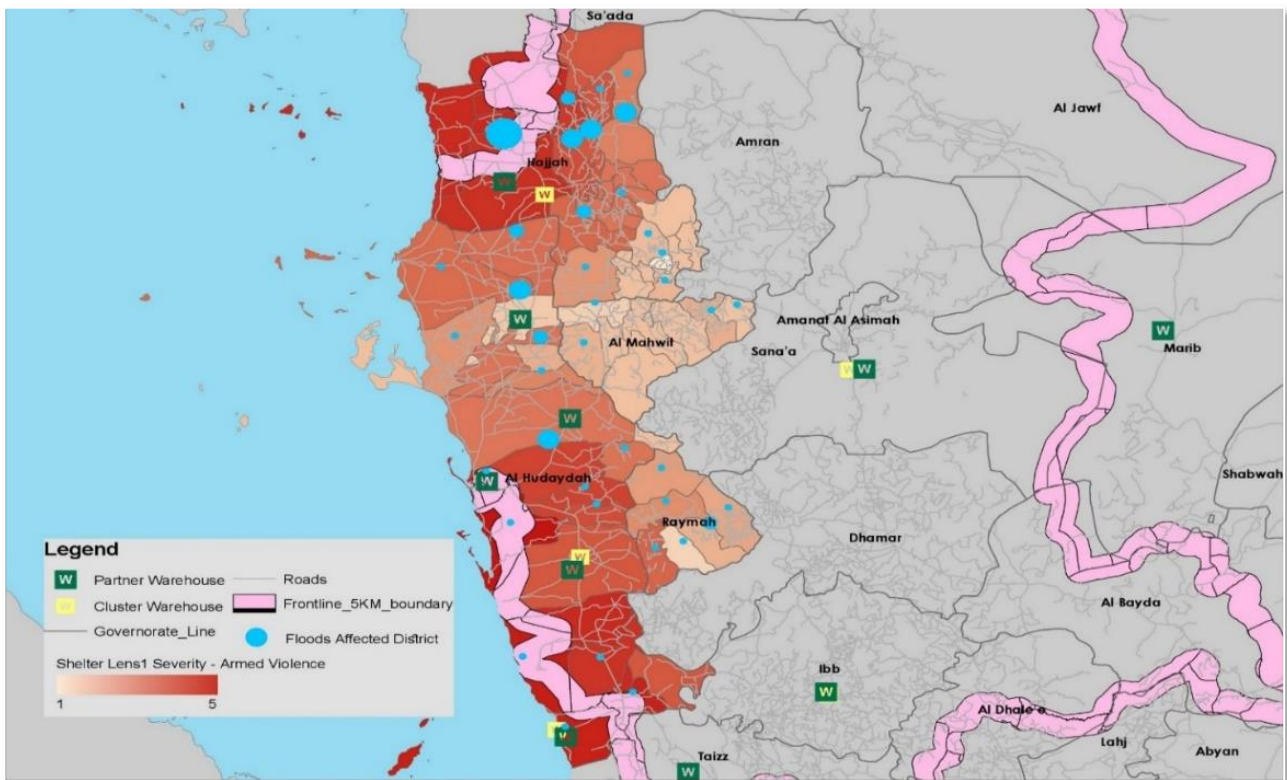 Sa'ada
Al Jawf
Amran
Hajjah
W
W
Amanat Al Asimah
W
Al Mahwit
Sana'a
W
Marib
W
W
W
Al Hudaydah
W
Shabwah
Raymah
Dhamar
W
W
Al Bayda
Ibb
W
Al Dhale'e
W
W
Lahj
Abyan
Taizz
W
Legend
W Partner Warehouse
Roads
W Cluster Warehouse
Frontline_5KM_boundary
Governorate_Line
Floods Affected District
Shelter Lens1 Severity - Armed Violence
1 5